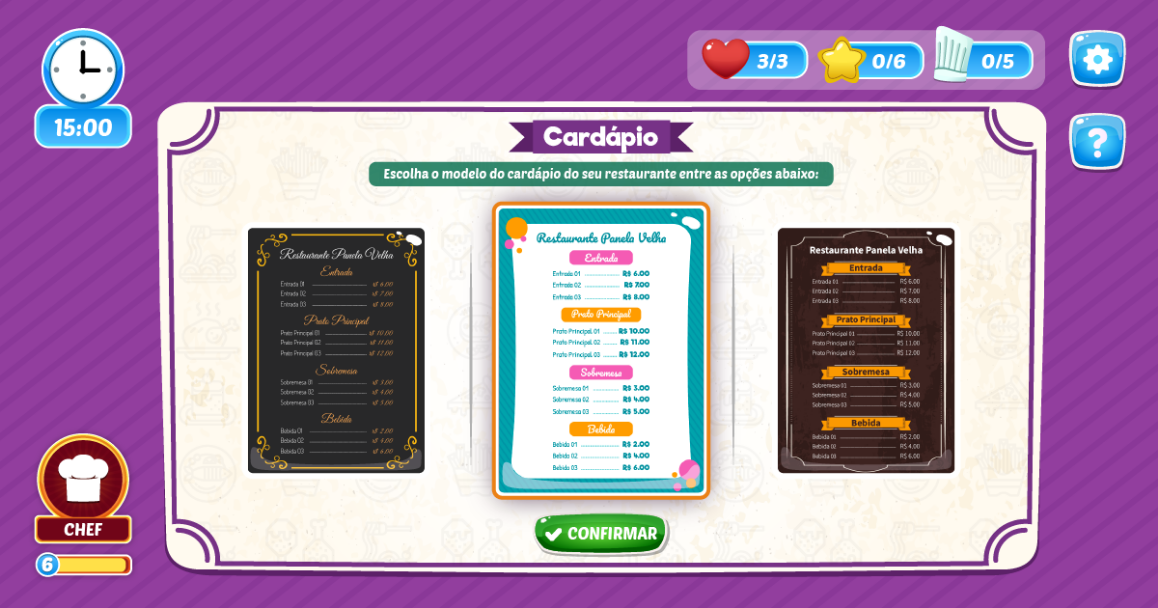 15:00
3/3
0/6
0/5
?
Cardápio
Escolha o modelo do cardápio do seu restaurante entre as opções abaixo:
Restaurante Panela Velha
Entrada
Entrada 01 R$ 6.00
Entrada 02 R$ 7.00
Entrada 03 R$ 8.00
Prato Principal
Prato Principal 01 R$ 10.00
Prato Principal 02 R$ 11.00
Prato Principal 03 R$ 12.00
Sobremesa
Sobremesa 01 R$ 3.00
Sobremesa 02 R$ 4.00
Sobremesa 03
Bebida
Bebida 01 R$ 2.00
Bebida 02 R$ 4.00
Bebida 03 R$ 6.00
Restaurante Panela Velha
Entrada
Entrada 01 R$ 6.00
Entrada 02 R$ 7.00
Entrada 03 R$ 8.00
Prato Principal
Prato Principal 01 R$ 10.00
Prato Principal 02 R$ 11.00
Prato Principal 03 R$ 12.00
Sobremesa
Sobremesa 01 R$ 3.00
Sobremesa 02 R$ 4.00
Sobremesa 03 R$ 5.00
Bebida
Bebida 01 R$ 2.00
Bebida 02 R$ 4.00
Bebida 03 R$ 6.00
Restaurante Panela Velha
Entrada
Entrada 01 R$ 6.00
Entrada 02 R$ 7.00
Entrada 03 R$ 8.00
Prato Principal
Prato Principal 01 R$ 10.00
Prato Principal 02 R$ 11.00
Prato Principal 03 R$ 12.00
Sobremesa
Sobremesa 01 R$ 3.00
Sobremesa 02 R$ 4.00
Sobremesa 03 R$ 5.00
Bebida
Bebida 01 R$ 2.00
Bebida 02 R$ 4.00
Bebida 03 R$ 6.00
CONFIRMAR
CHEF
6